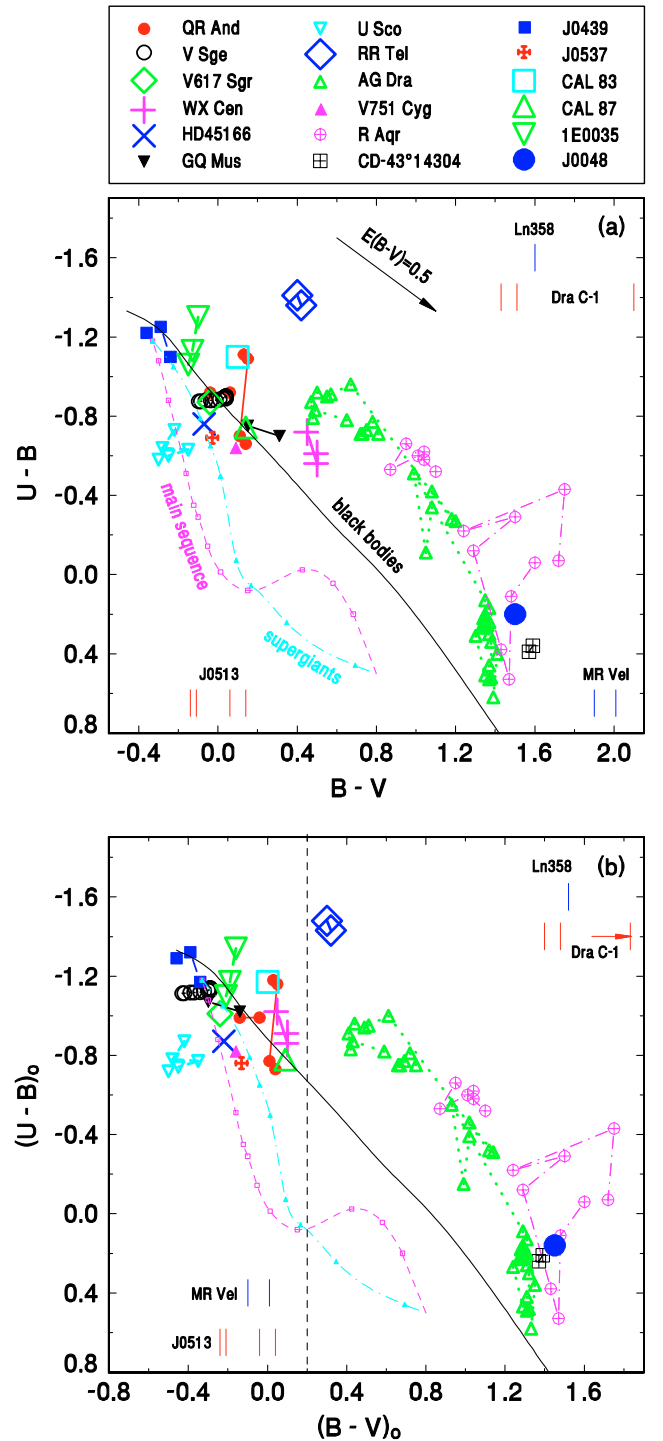 QR And U Sco J0439
V Sge RR Tel J0537
V617 Sgr AG Dra CAL 83
WX Cen V751 Cyg CAL 87
HD45166 R Aqr 1E0035
GQ Mus CD-43°14304 J0048
(a)
Ln358
E(B-V)=0.5
Dra C-1
-1.6
-1.2
-0.8
-0.4
0.0
0.4
0.8
U - B
main sequence
black bodies
supergiants
J0513
MR Vel
-0.4 0.0 0.4 0.8 1.2 1.6 2.0
B - V
(b)
Ln358
Dra C-1
-1.6
-1.2
-0.8
-0.4
0.0
0.4
0.8
(U - B)o
MR Vel
J0513
-0.8 -0.4 0.0 0.4 0.8 1.2 1.6
(B - V)o